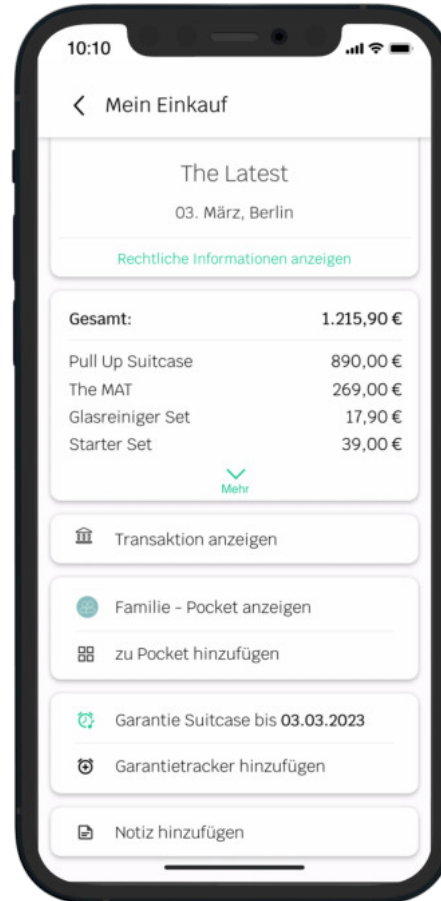 10:10
Mein Einkauf
The Latest
03. März, Berlin
Rechtliche Informationen anzeigen
Gesamt: 1.215,90 €
Pull Up Suitcase 890,00 €
The MAT 269,00 €
Glasreiniger Set 17,90 €
Starter Set 39,00 €
Mehr
Transaktion anzeigen
Familie - Pocket anzeigen
zu Pocket hinzufügen
Garantie Suitcase bis 03.03.2023
Garantietracker hinzufügen
Notiz hinzufügen